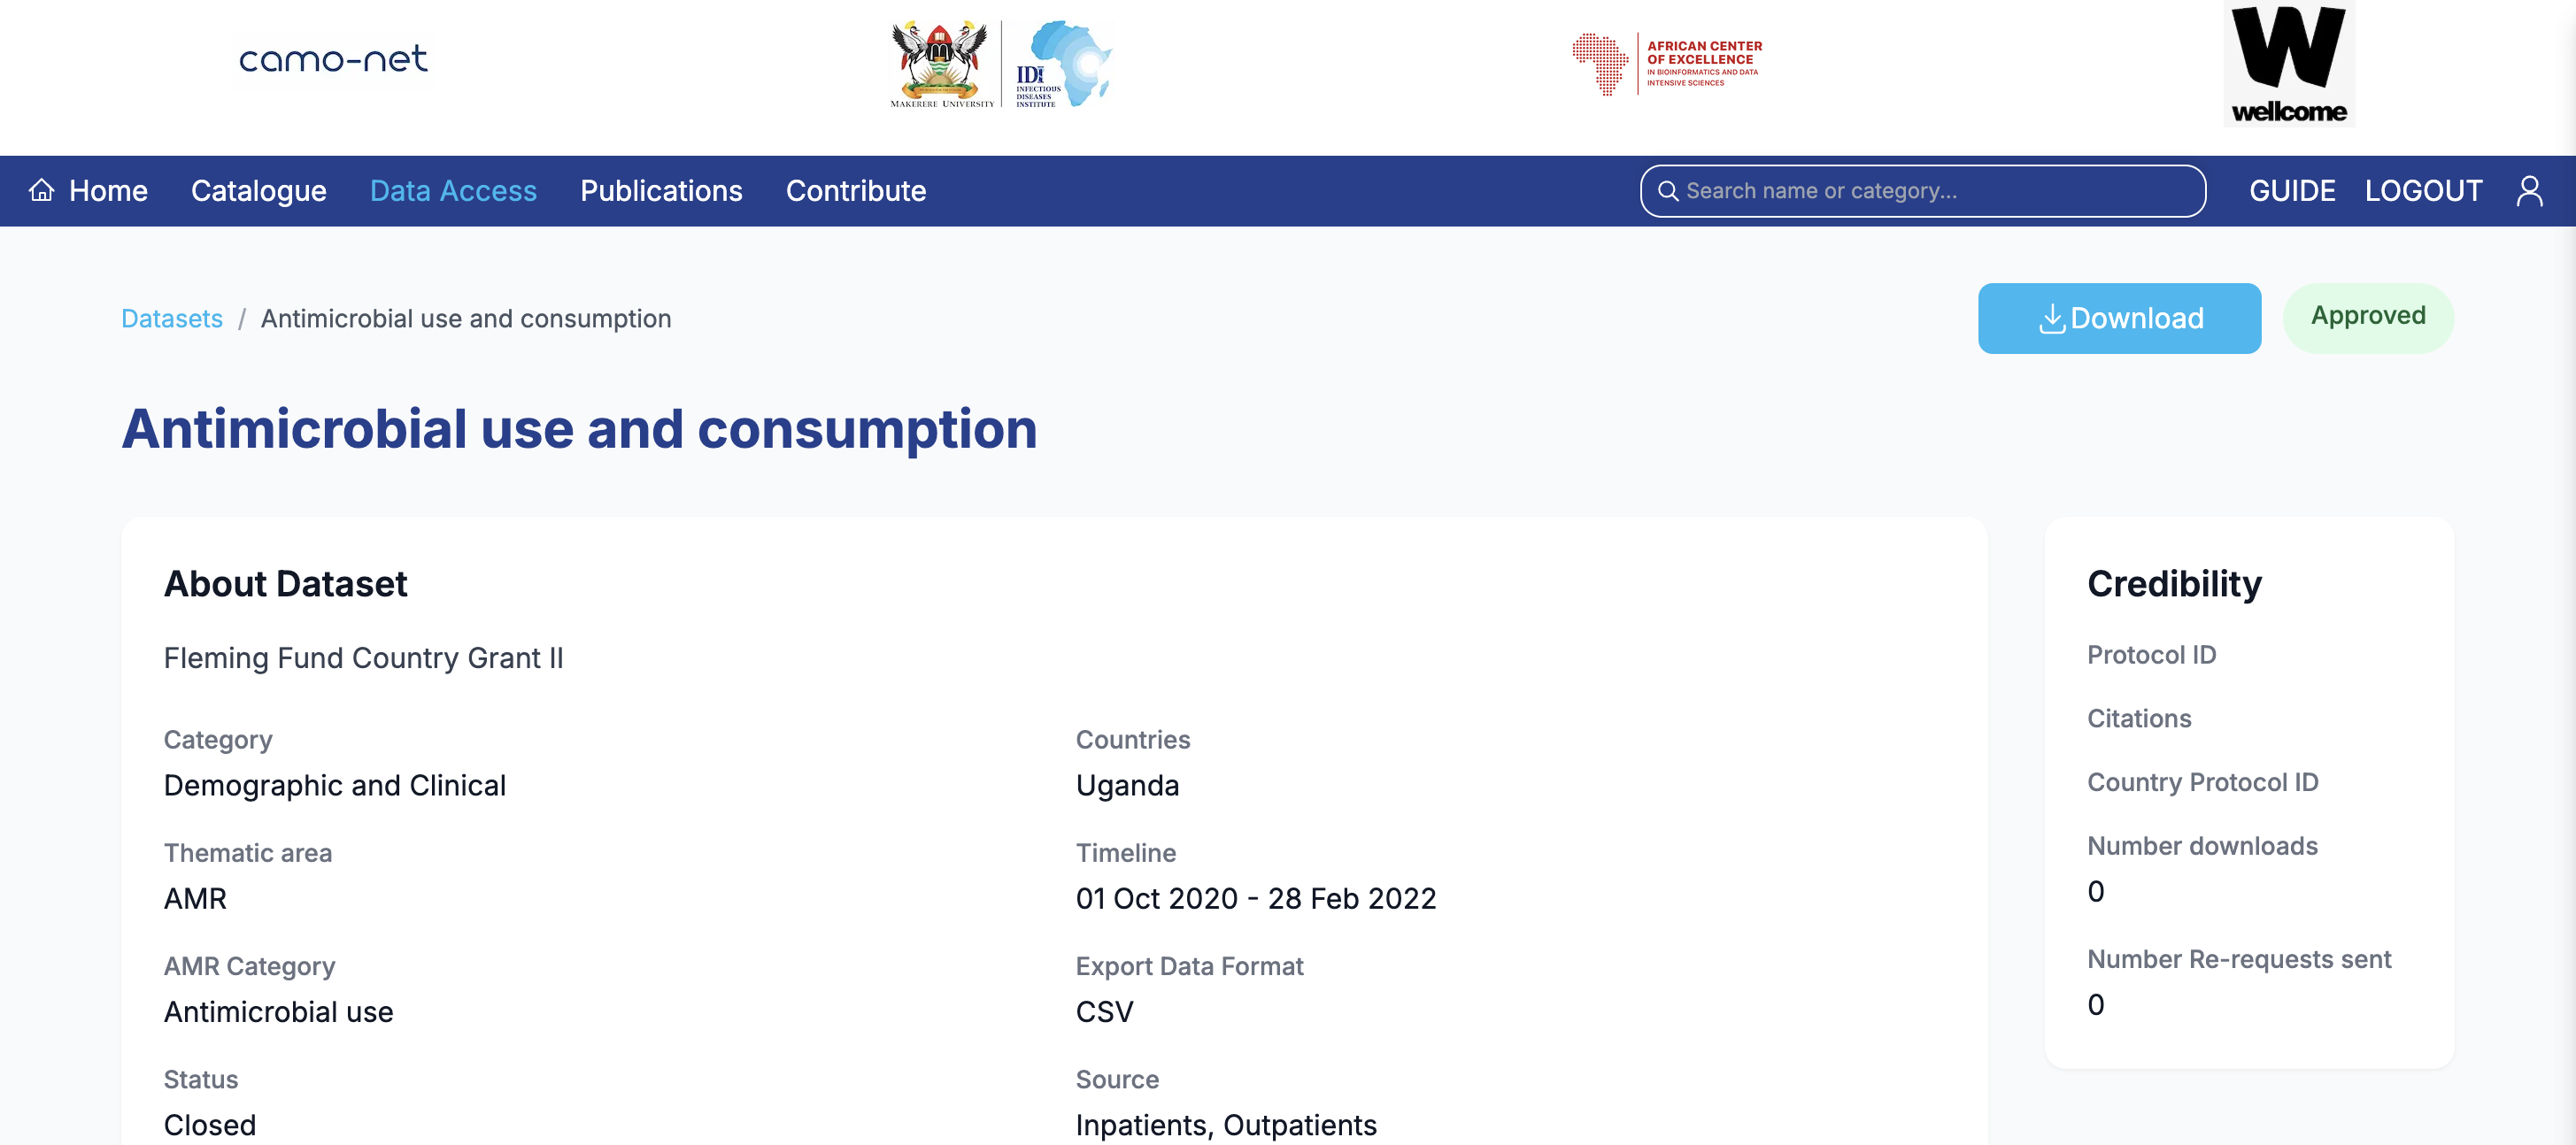 camo-net
MAKERERE UNIVERSITY
IDI
INFECTIOUS
DISEASES
INSTITUTE
AFRICAN CENTER
OF EXCELLENCE
IN BIOINFORMATICS AND DATA
INTENSIVE SCIENCES
W
wellcome
Home Catalogue Data Access Publications Contribute Search name or category... GUIDE LOGOUT
Datasets / Antimicrobial use and consumption Download Approved
Antimicrobial use and consumption
About Dataset
Fleming Fund Country Grant II
Category
Demographic and Clinical
Countries
Uganda
Thematic area
AMR
Timeline
01 Oct 2020 - 28 Feb 2022
AMR Category
Antimicrobial use
Export Data Format
CSV
Status
Closed
Source
Inpatients, Outpatients
Credibility
Protocol ID
Citations
Country Protocol ID
Number downloads
0
Number Re-requests sent
0